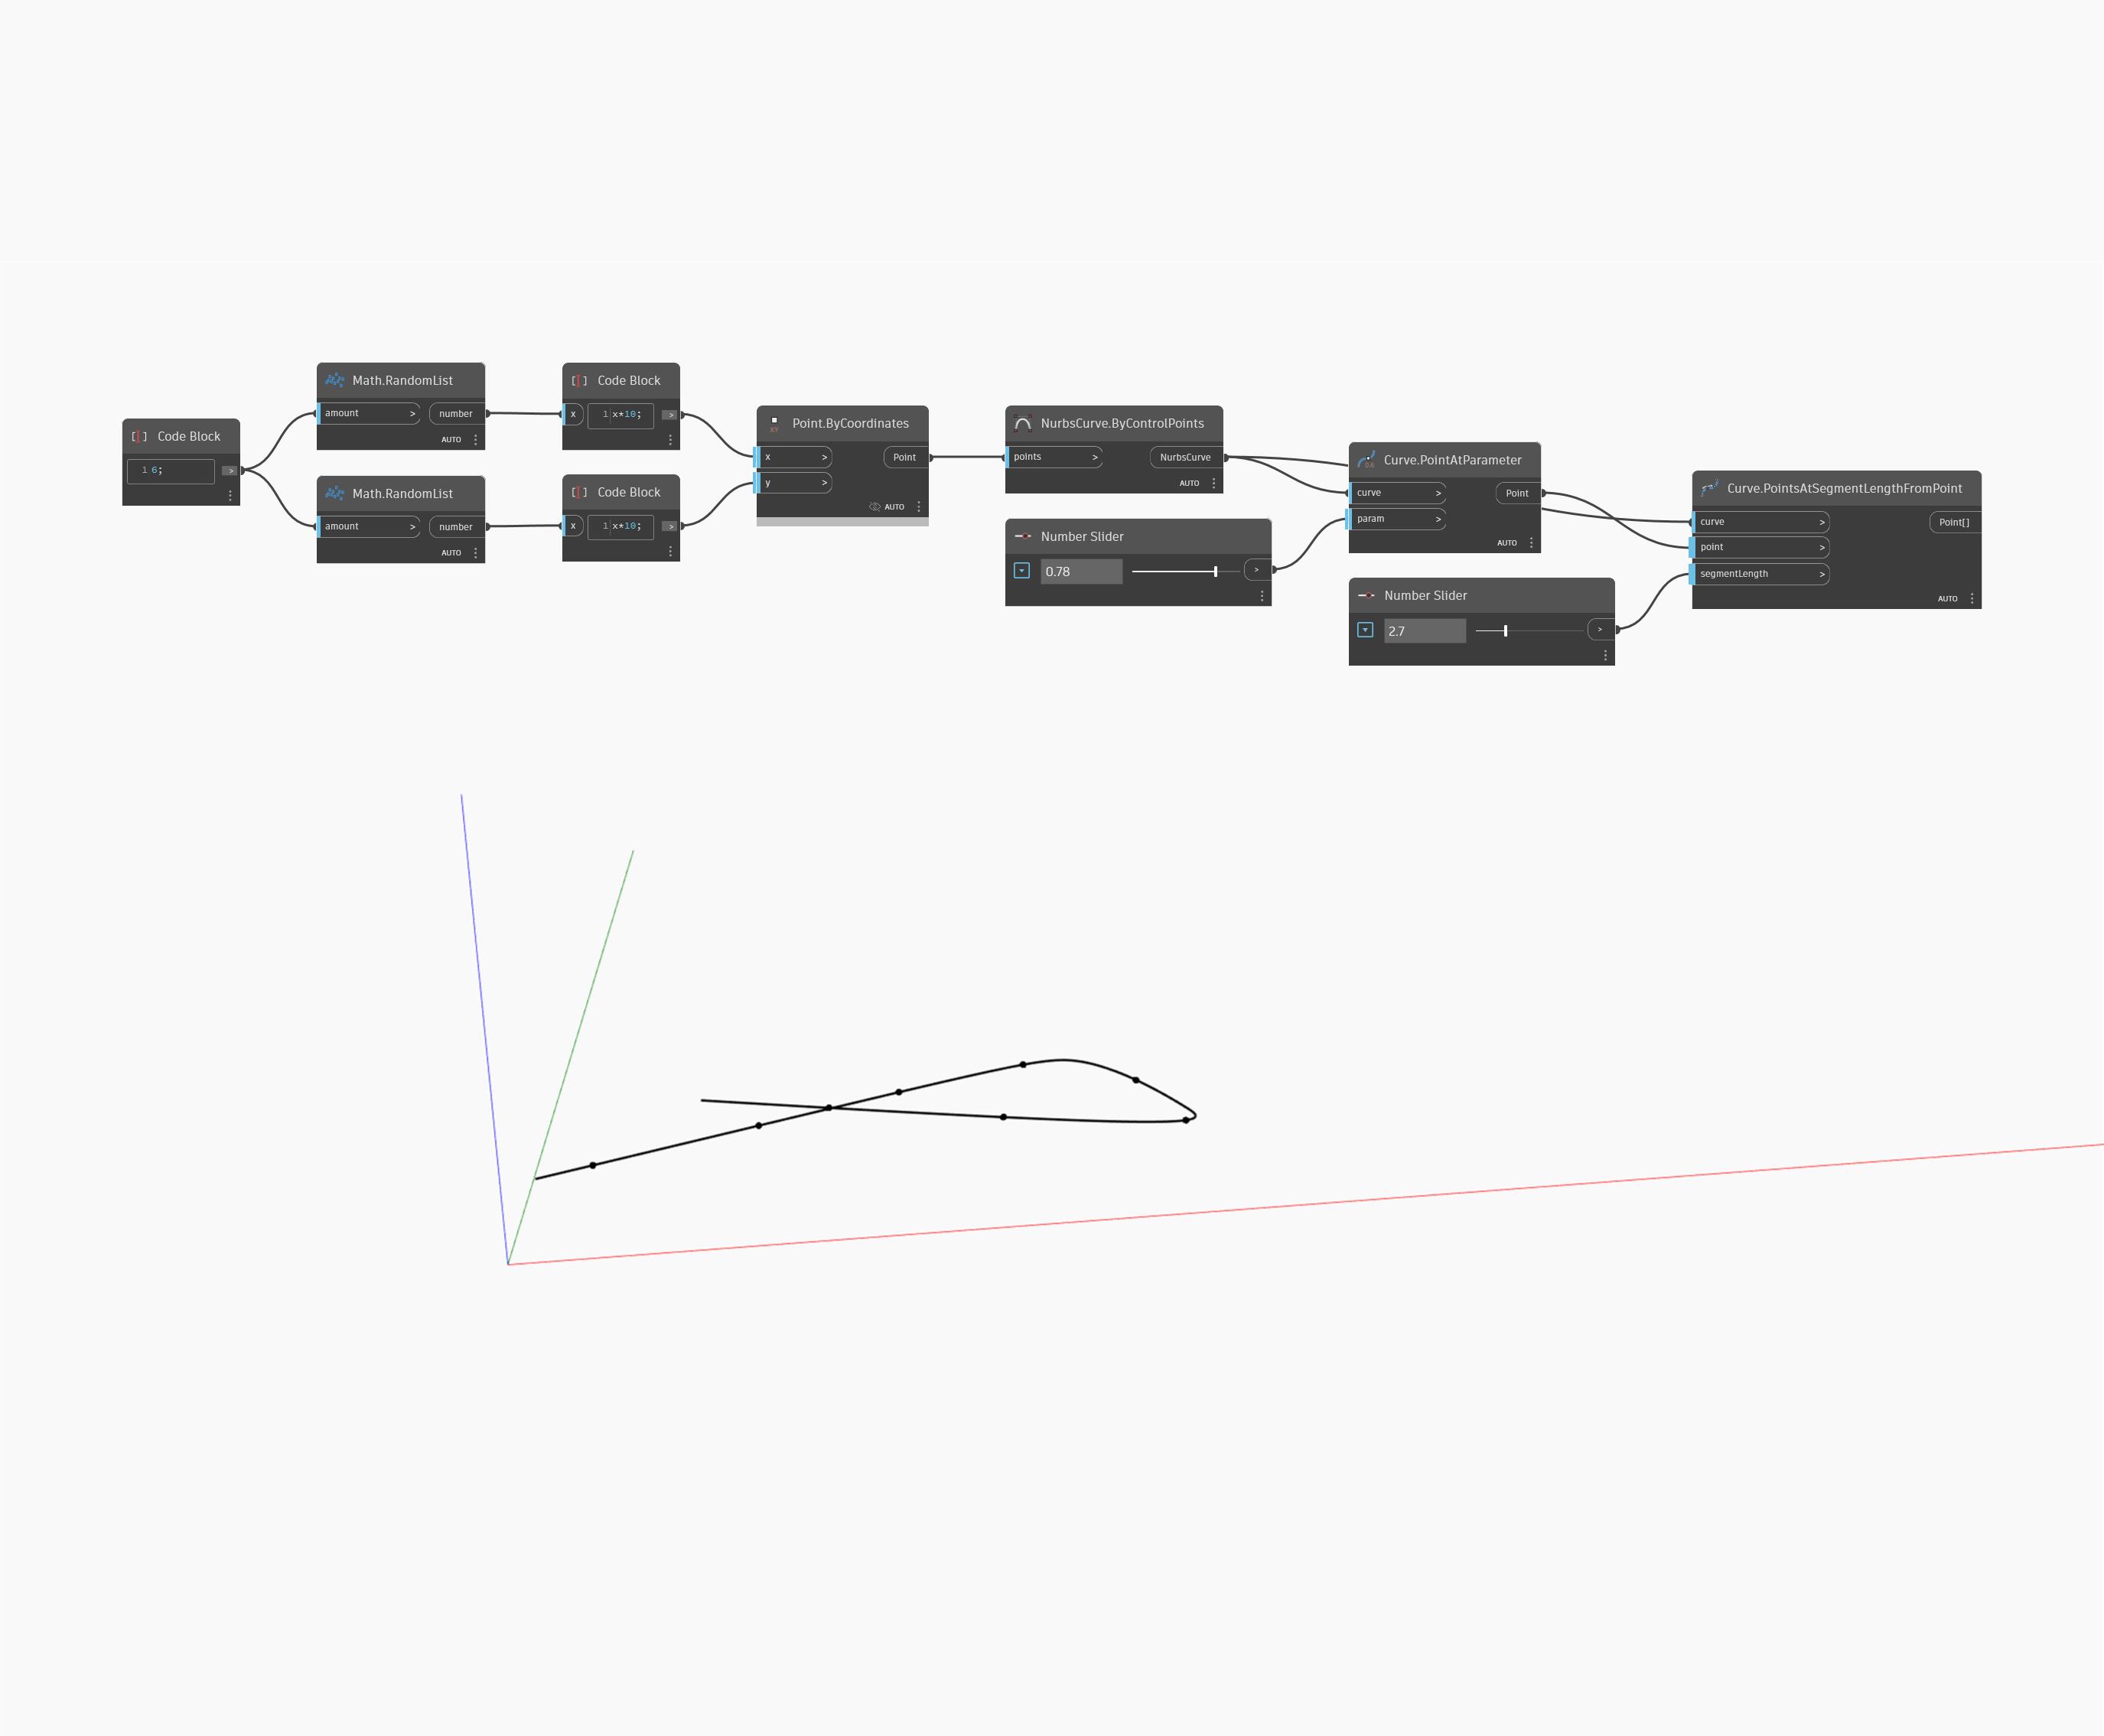 Code Block
1 6;
>
Math.RandomList
amount > number
AUTO
Math.RandomList
amount > number
AUTO
Code Block
x 1 x*10; >
Code Block
x 1 x*10; >
Point.ByCoordinates
x > Point
y >
AUTO
NurbsCurve.ByControlPoints
points > NurbsCurve
AUTO
Number Slider
0.78 >
Curve.PointAtParameter
curve > Point
param >
AUTO
Number Slider
2.7 >
Curve.PointsAtSegmentLengthFromPoint
curve > Point[]
point >
segmentLength >
AUTO